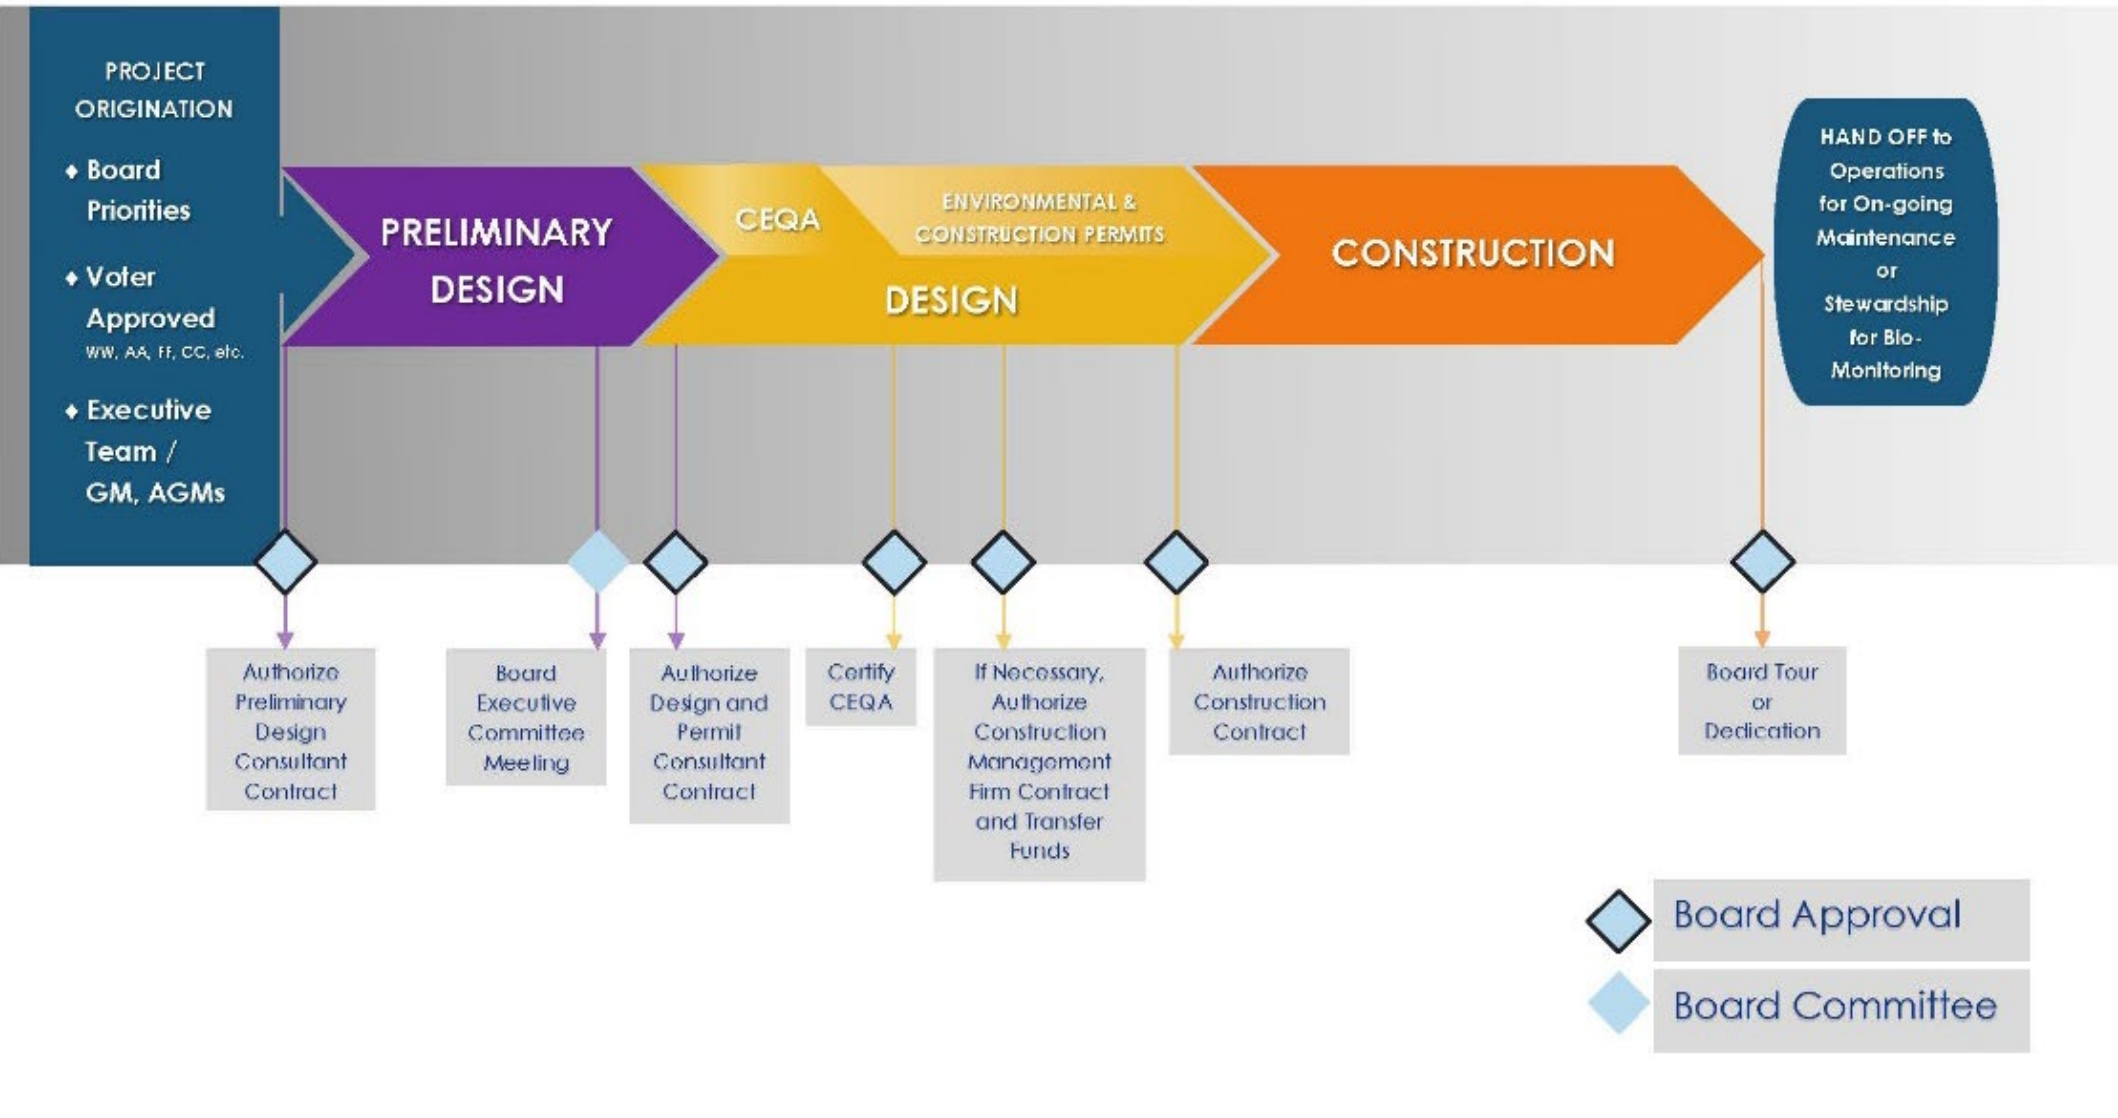 PROJECT
ORIGINATION
♦ Board
Priorities
♦ Voter
Approved
WW, AA, FF, CC, etc.
♦ Executive
Team /
GM, AGMs
PRELIMINARY
DESIGN
CEQA
ENVIRONMENTAL &
CONSTRUCTION PERMITS
DESIGN
CONSTRUCTION
HAND OFF to
Operations
for On-going
Maintenance
or
Stewardship
for Bio-
Monitoring
Authorize
Preliminary
Design
Consultant
Contract
Board
Executive
Committee
Meeting
Authorize
Design and
Permit
Consultant
Contract
Certify
CEQA
If Necessary,
Authorize
Construction
Management
Firm Contract
and Transfer
Funds
Authorize
Construction
Contract
Board Tour
or
Dedication
Board Approval
Board Committee